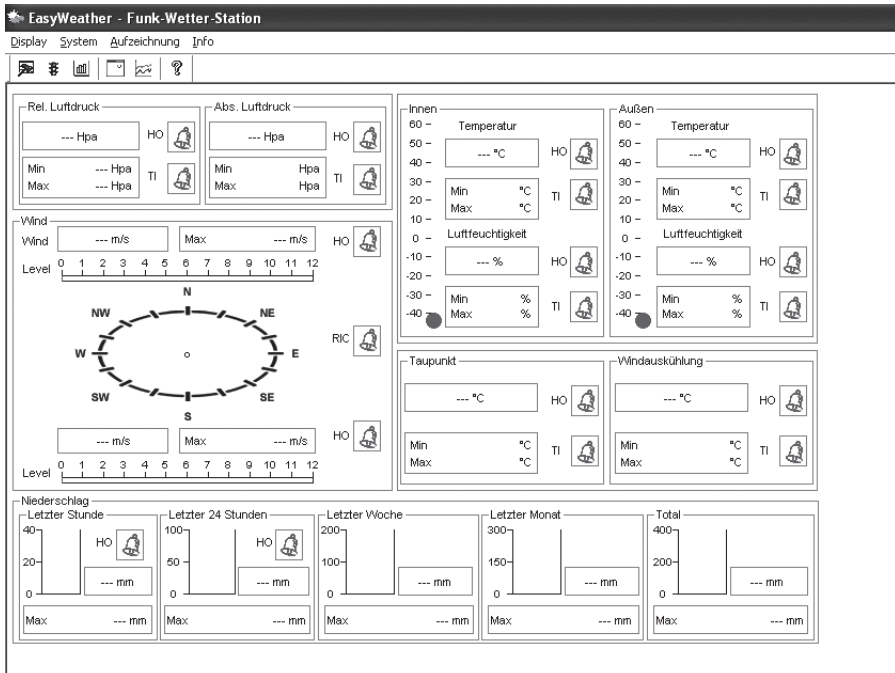 EasyWeather - Funk-Wetter-Station
Display System Aufzeichnung Info
Rel. Luftdruck
--- Hpa
HO
Min --- Hpa
Max --- Hpa
TI
Abs. Luftdruck
--- Hpa
HO
Min Hpa
Max Hpa
TI
Wind
Wind --- m/s
Max --- m/s
HO
Level 0 1 2 3 4 5 6 7 8 9 10 11 12
N
NW NE
W E
SW SE
S
RIC
--- m/s
Max --- m/s
HO
Level 0 1 2 3 4 5 6 7 8 9 10 11 12
Innen
60
50
40
30
20
10
0
-10
-20
-30
-40
Temperatur
--- °C
HO
Min °C
Max °C
TI
Luftfeuchtigkeit
--- %
HO
Min %
Max %
TI
Außen
60
50
40
30
20
10
0
-10
-20
-30
-40
Temperatur
--- °C
HO
Min °C
Max °C
TI
Luftfeuchtigkeit
--- %
HO
Min %
Max %
TI
Taupunkt
--- °C
HO
Min °C
Max °C
TI
Windauskühlung
--- °C
HO
Min °C
Max °C
TI
Niederschlag
Letzter Stunde
40
20
0
HO
--- mm
Max --- mm
Letzter 24 Stunden
100
50
0
HO
--- mm
Max --- mm
Letzter Woche
200
100
0
--- mm
Max --- mm
Letzter Monat
300
150
0
--- mm
Max --- mm
Total
400
200
0
--- mm
Max --- mm